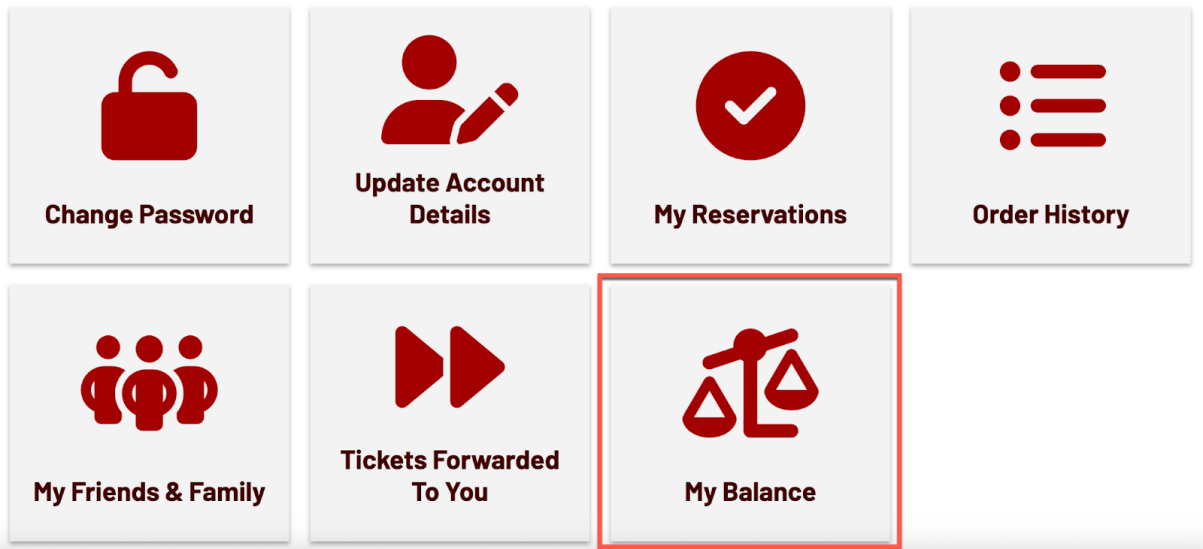 Change Password
Update Account
Details
My Reservations
Order History
My Friends & Family
Tickets Forwarded
To You
My Balance